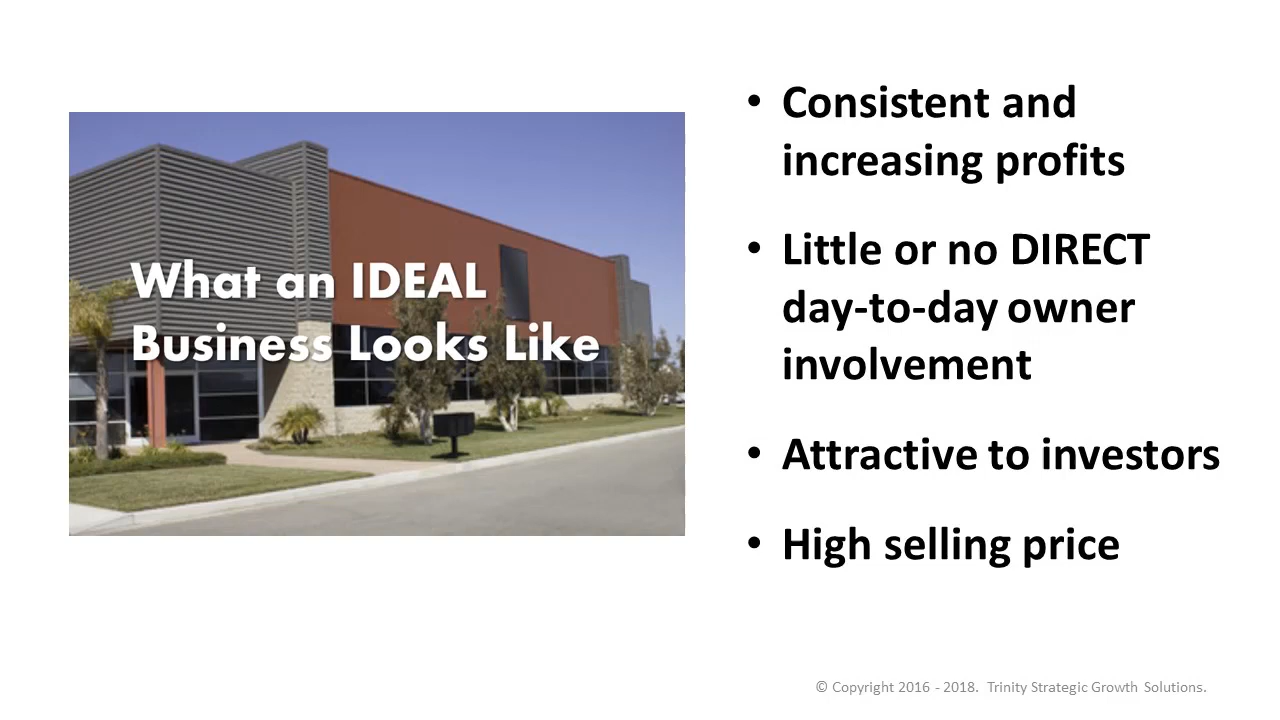 What an IDEAL
Business Looks Like
• Consistent and
increasing profits
• Little or no DIRECT
day-to-day owner
involvement
• Attractive to investors
• High selling price
© Copyright 2016 - 2018. Trinity Strategic Growth Solutions.